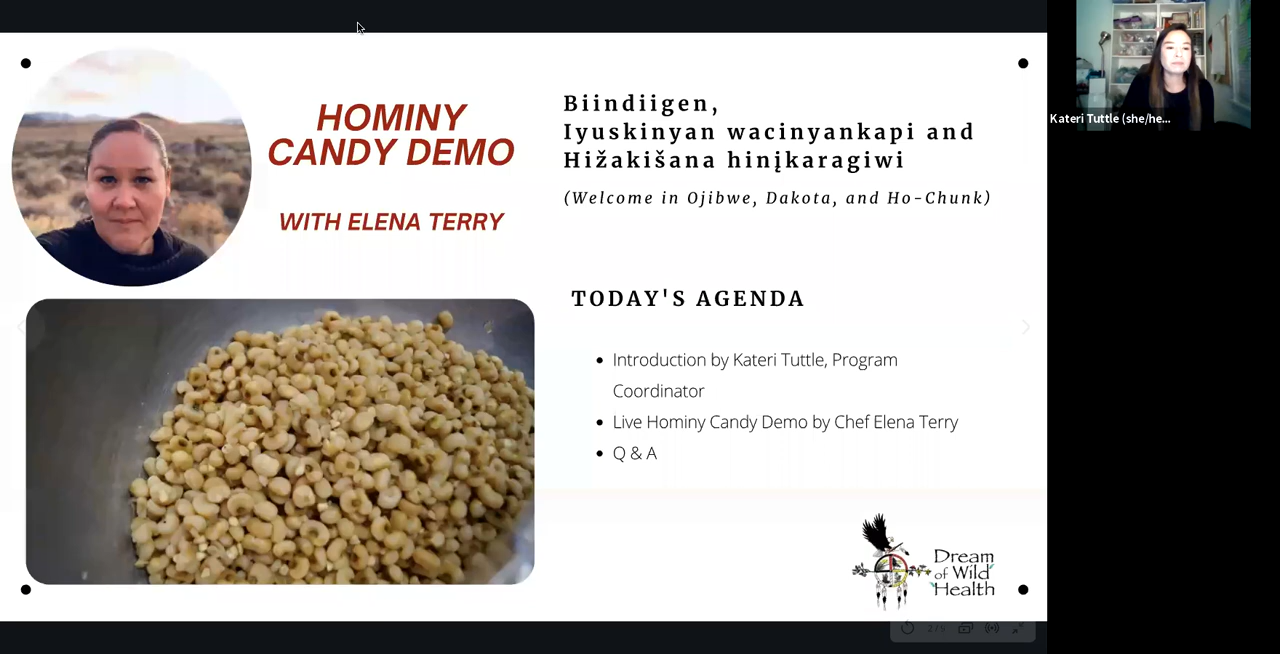 HOMINY
CANDY DEMO
WITH ELENA TERRY
Biindiigen,
Iyuskinyan wacinyankapi and
Hižakišana hinįkaragiwi
(Welcome in Ojibwe, Dakota, and Ho-Chunk)
TODAY'S AGENDA
• Introduction by Kateri Tuttle, Program
Coordinator
• Live Hominy Candy Demo by Chef Elena Terry
• Q & A
Dream
of Wild
Health
2/5
Kateri Tuttle (she/he...